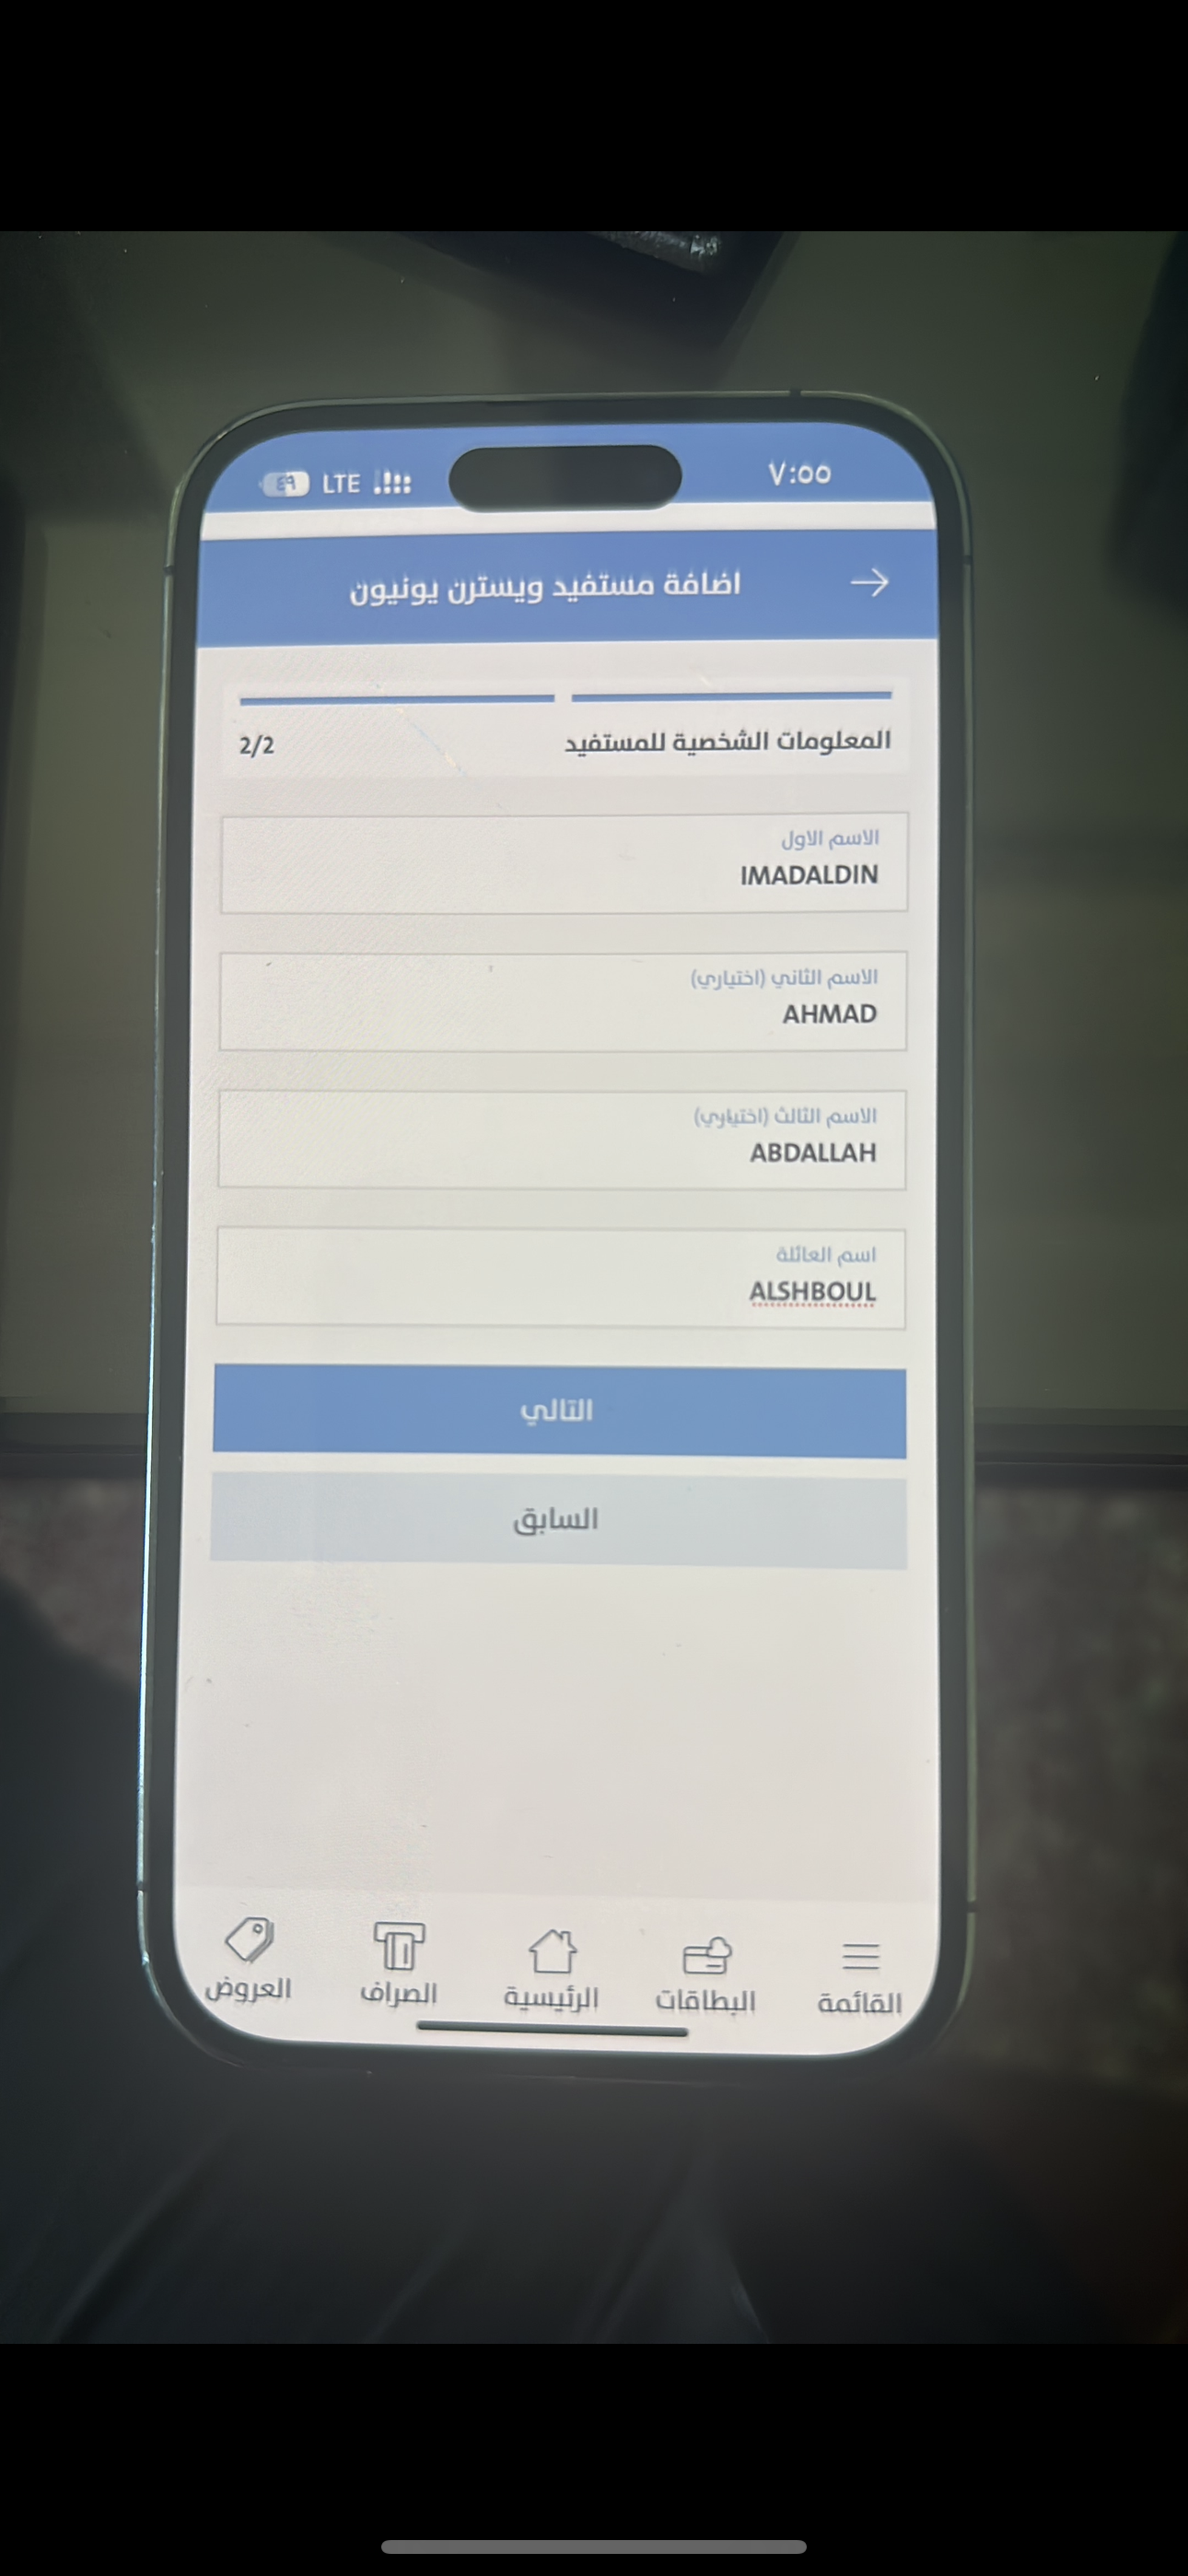 ٧:٥٥
LTE
اضافة مستفيد ويسترن يونيون
المعلومات الشخصية للمستفيد
2/2
الاسم الاول
IMADALDIN
الاسم الثاني (اختياري)
AHMAD
الاسم الثالث (اختياري)
ABDALLAH
اسم العائلة
ALSHBOUL
التالي
السابق
القائمة
البطاقات
الرئيسية
الصراف
العروض